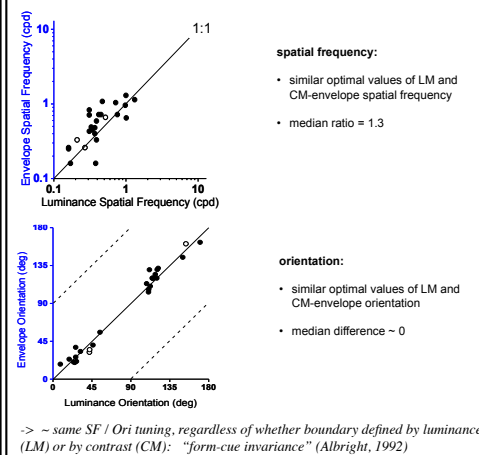 10
1:1
Envelope Spatial Frequency (cpd)
1
0.1
0.1
1
10
Luminance Spatial Frequency (cpd)
spatial frequency:
• similar optimal values of LM and
CM-envelope spatial frequency
• median ratio = 1.3
180
135
Envelope Orientation (deg)
90
45
0
0
45
90
135
180
Luminance Orientation (deg)
orientation:
• similar optimal values of LM and
CM-envelope orientation
• median difference ~ 0
-> ~ same SF / Ori tuning, regardless of whether boundary defined by luminance
(LM) or by contrast (CM): "form-cue invariance" (Albright, 1992)